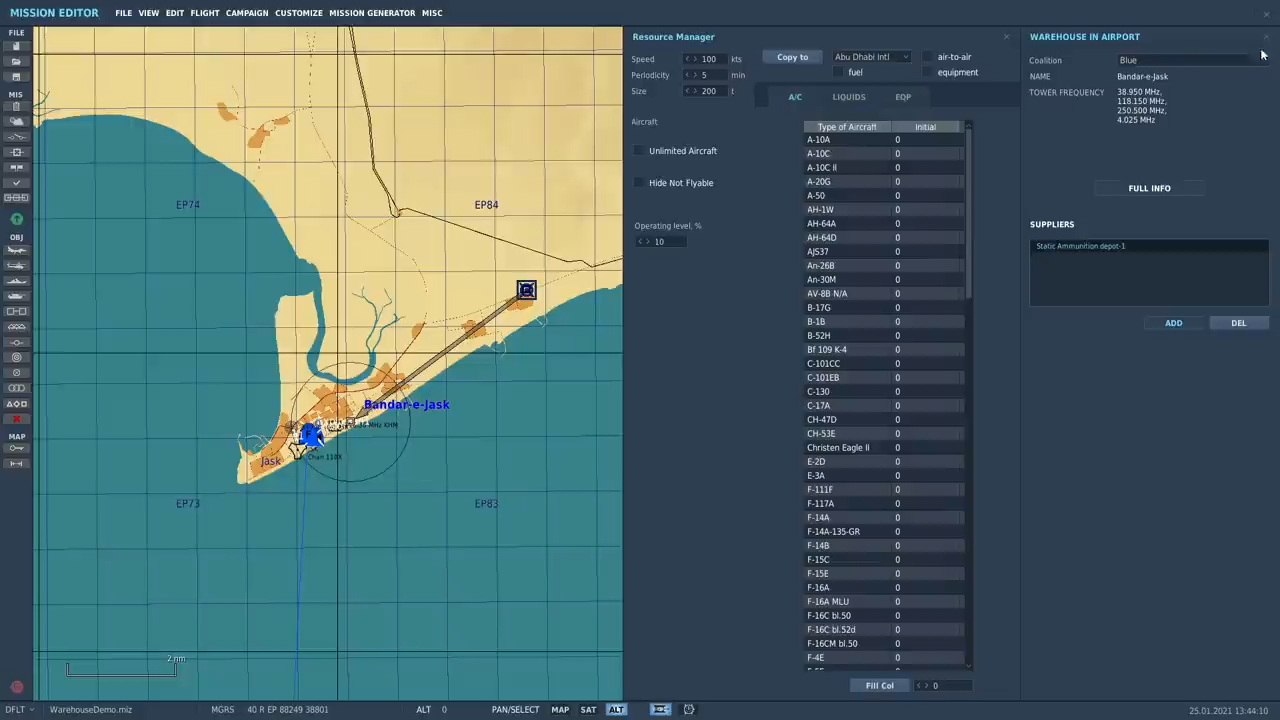 MISSION EDITOR FILE VIEW EDIT FLIGHT CAMPAIGN CUSTOMIZE MISSION GENERATOR MISC
FILE
MIS
OBJ
MAP
EP74
EP84
Bandar-e-Jask
MHz KHM
Jask
Chan 110X
EP73
EP83
2 nm
Resource Manager
Speed 100 kts
Periodicity 5 min
Size 200 t
Copy to
Abu Dhabi Intl
air-to-air
fuel
equipment
A/C LIQUIDS EQP
Aircraft
Unlimited Aircraft
Hide Not Flyable
Operating level, %
10
Type of Aircraft Initial
A-10A 0
A-10C 0
A-10C II 0
A-20G 0
A-50 0
AH-1W 0
AH-64A 0
AH-64D 0
AJS37 0
An-26B 0
An-30M 0
AV-8B N/A 0
B-17G 0
B-1B 0
B-52H 0
Bf 109 K-4 0
C-101CC 0
C-101EB 0
C-130 0
C-17A 0
CH-47D 0
CH-53E 0
Christen Eagle II 0
E-2D 0
E-3A 0
F-111F 0
F-117A 0
F-14A 0
F-14A-135-GR 0
F-14B 0
F-15C 0
F-15E 0
F-16A 0
F-16A MLU 0
F-16C bl.50 0
F-16C bl.52d 0
F-16CM bl.50 0
F-4E 0
Fill Col 0
WAREHOUSE IN AIRPORT
Coalition Blue
NAME Bandar-e-Jask
TOWER FREQUENCY 38.950 MHz,
118.150 MHz,
250.500 MHz,
4.025 MHz
FULL INFO
SUPPLIERS
Static Ammunition depot-1
ADD DEL
DFLT WarehouseDemo.miz MGRS 40 R EP 88249 38801 ALT 0 PAN/SELECT MAP SAT ALT 25.01.2021 13:44:10